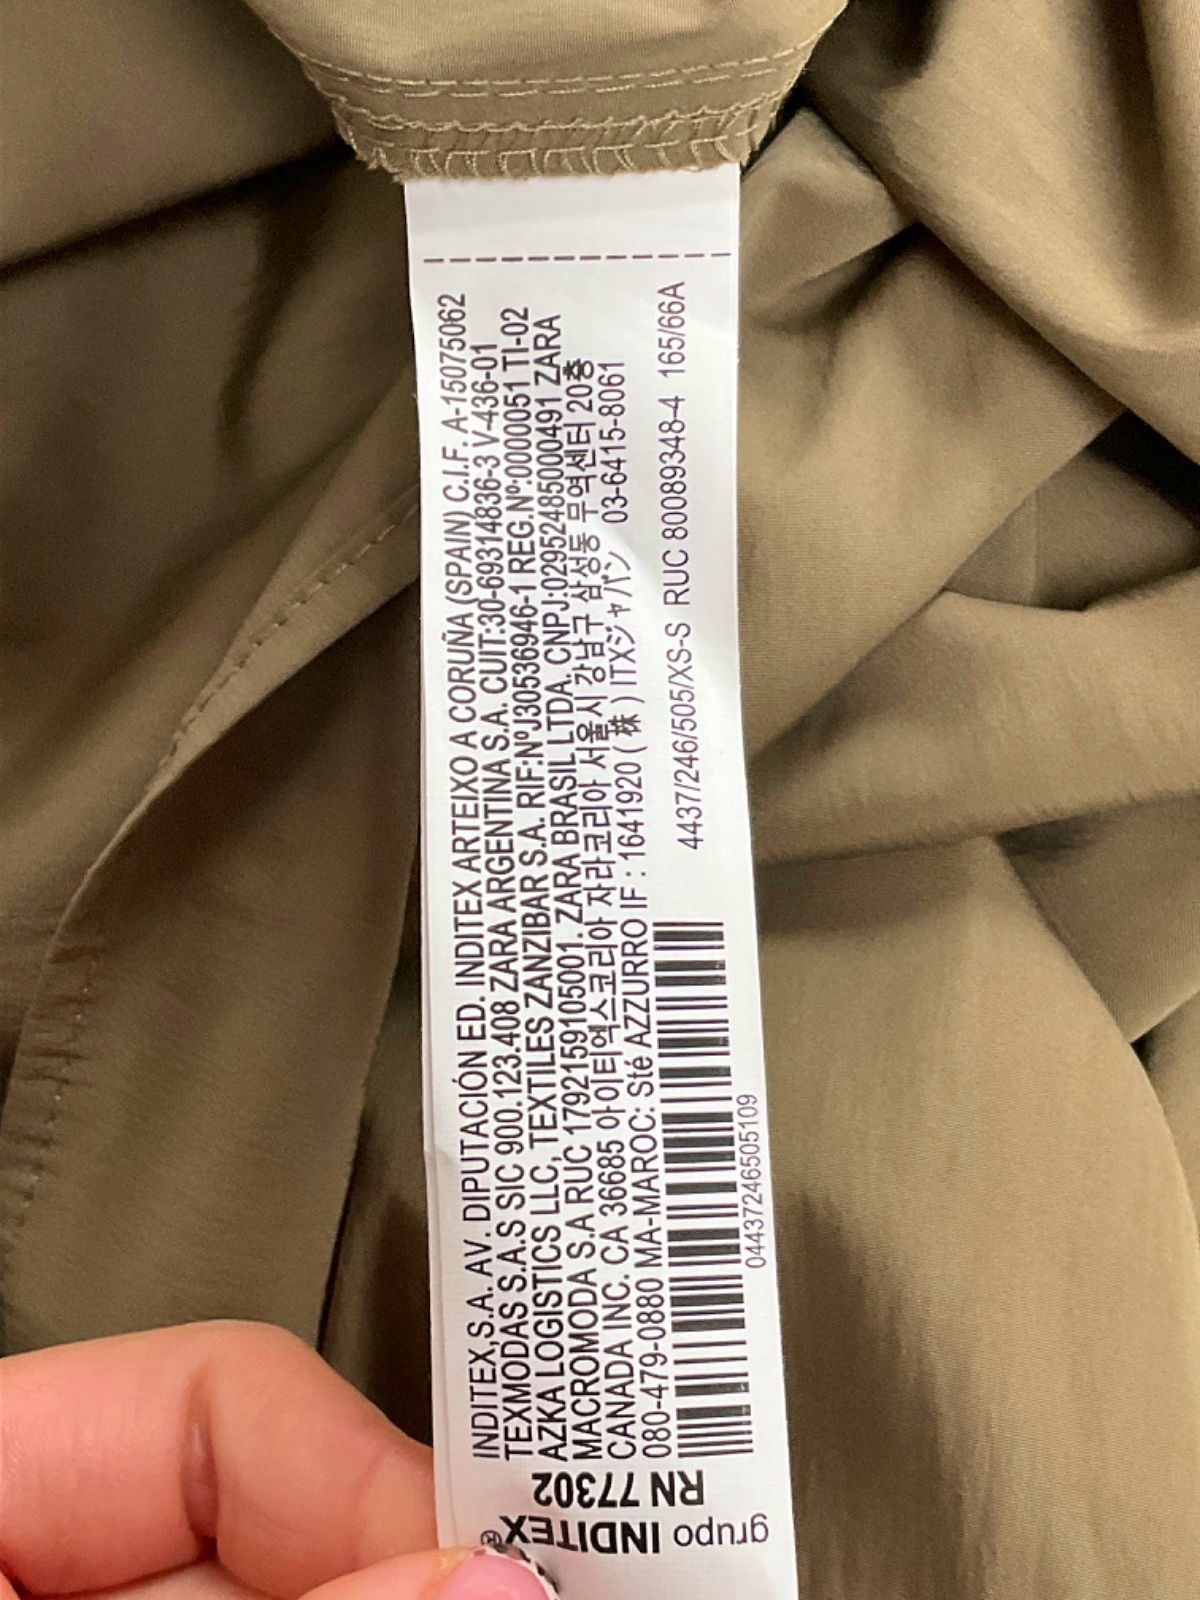 INDITEX,S.A. AV. DIPUTACIÓN ED. INDITEX ARTEIXO A CORUÑA (SPAIN) C.I.F. A-15075062
TEXMODAS S.A.S SIC 900.123.408 ZARA ARGENTINA S.A. CUIT:30-69314836-3 V-436-01
AZKA LOGISTICS LLC, TEXTILES ZANZIBAR S.A. RIF:NºJ30536946-1 REG.Nº:0000051 TI-02
MACROMODA S.A RUC 1792159105001. ZARA BRASIL LTDA. CNPJ:02952485000491 ZARA
CANADA INC. CA 36685 아이티엑스코리아 자라코리아 서울시 강남구 삼성동 무역센터 20층
080-479-0880 MA-MAROC: Sté AZZURRO IF : 1641920 ( 株 ) ITXジャパン 03-6415-8061
4437/246/505/XS-S RUC 80089348-4 165/66A
04437246505109
RN 77302
grupo INDITEX®